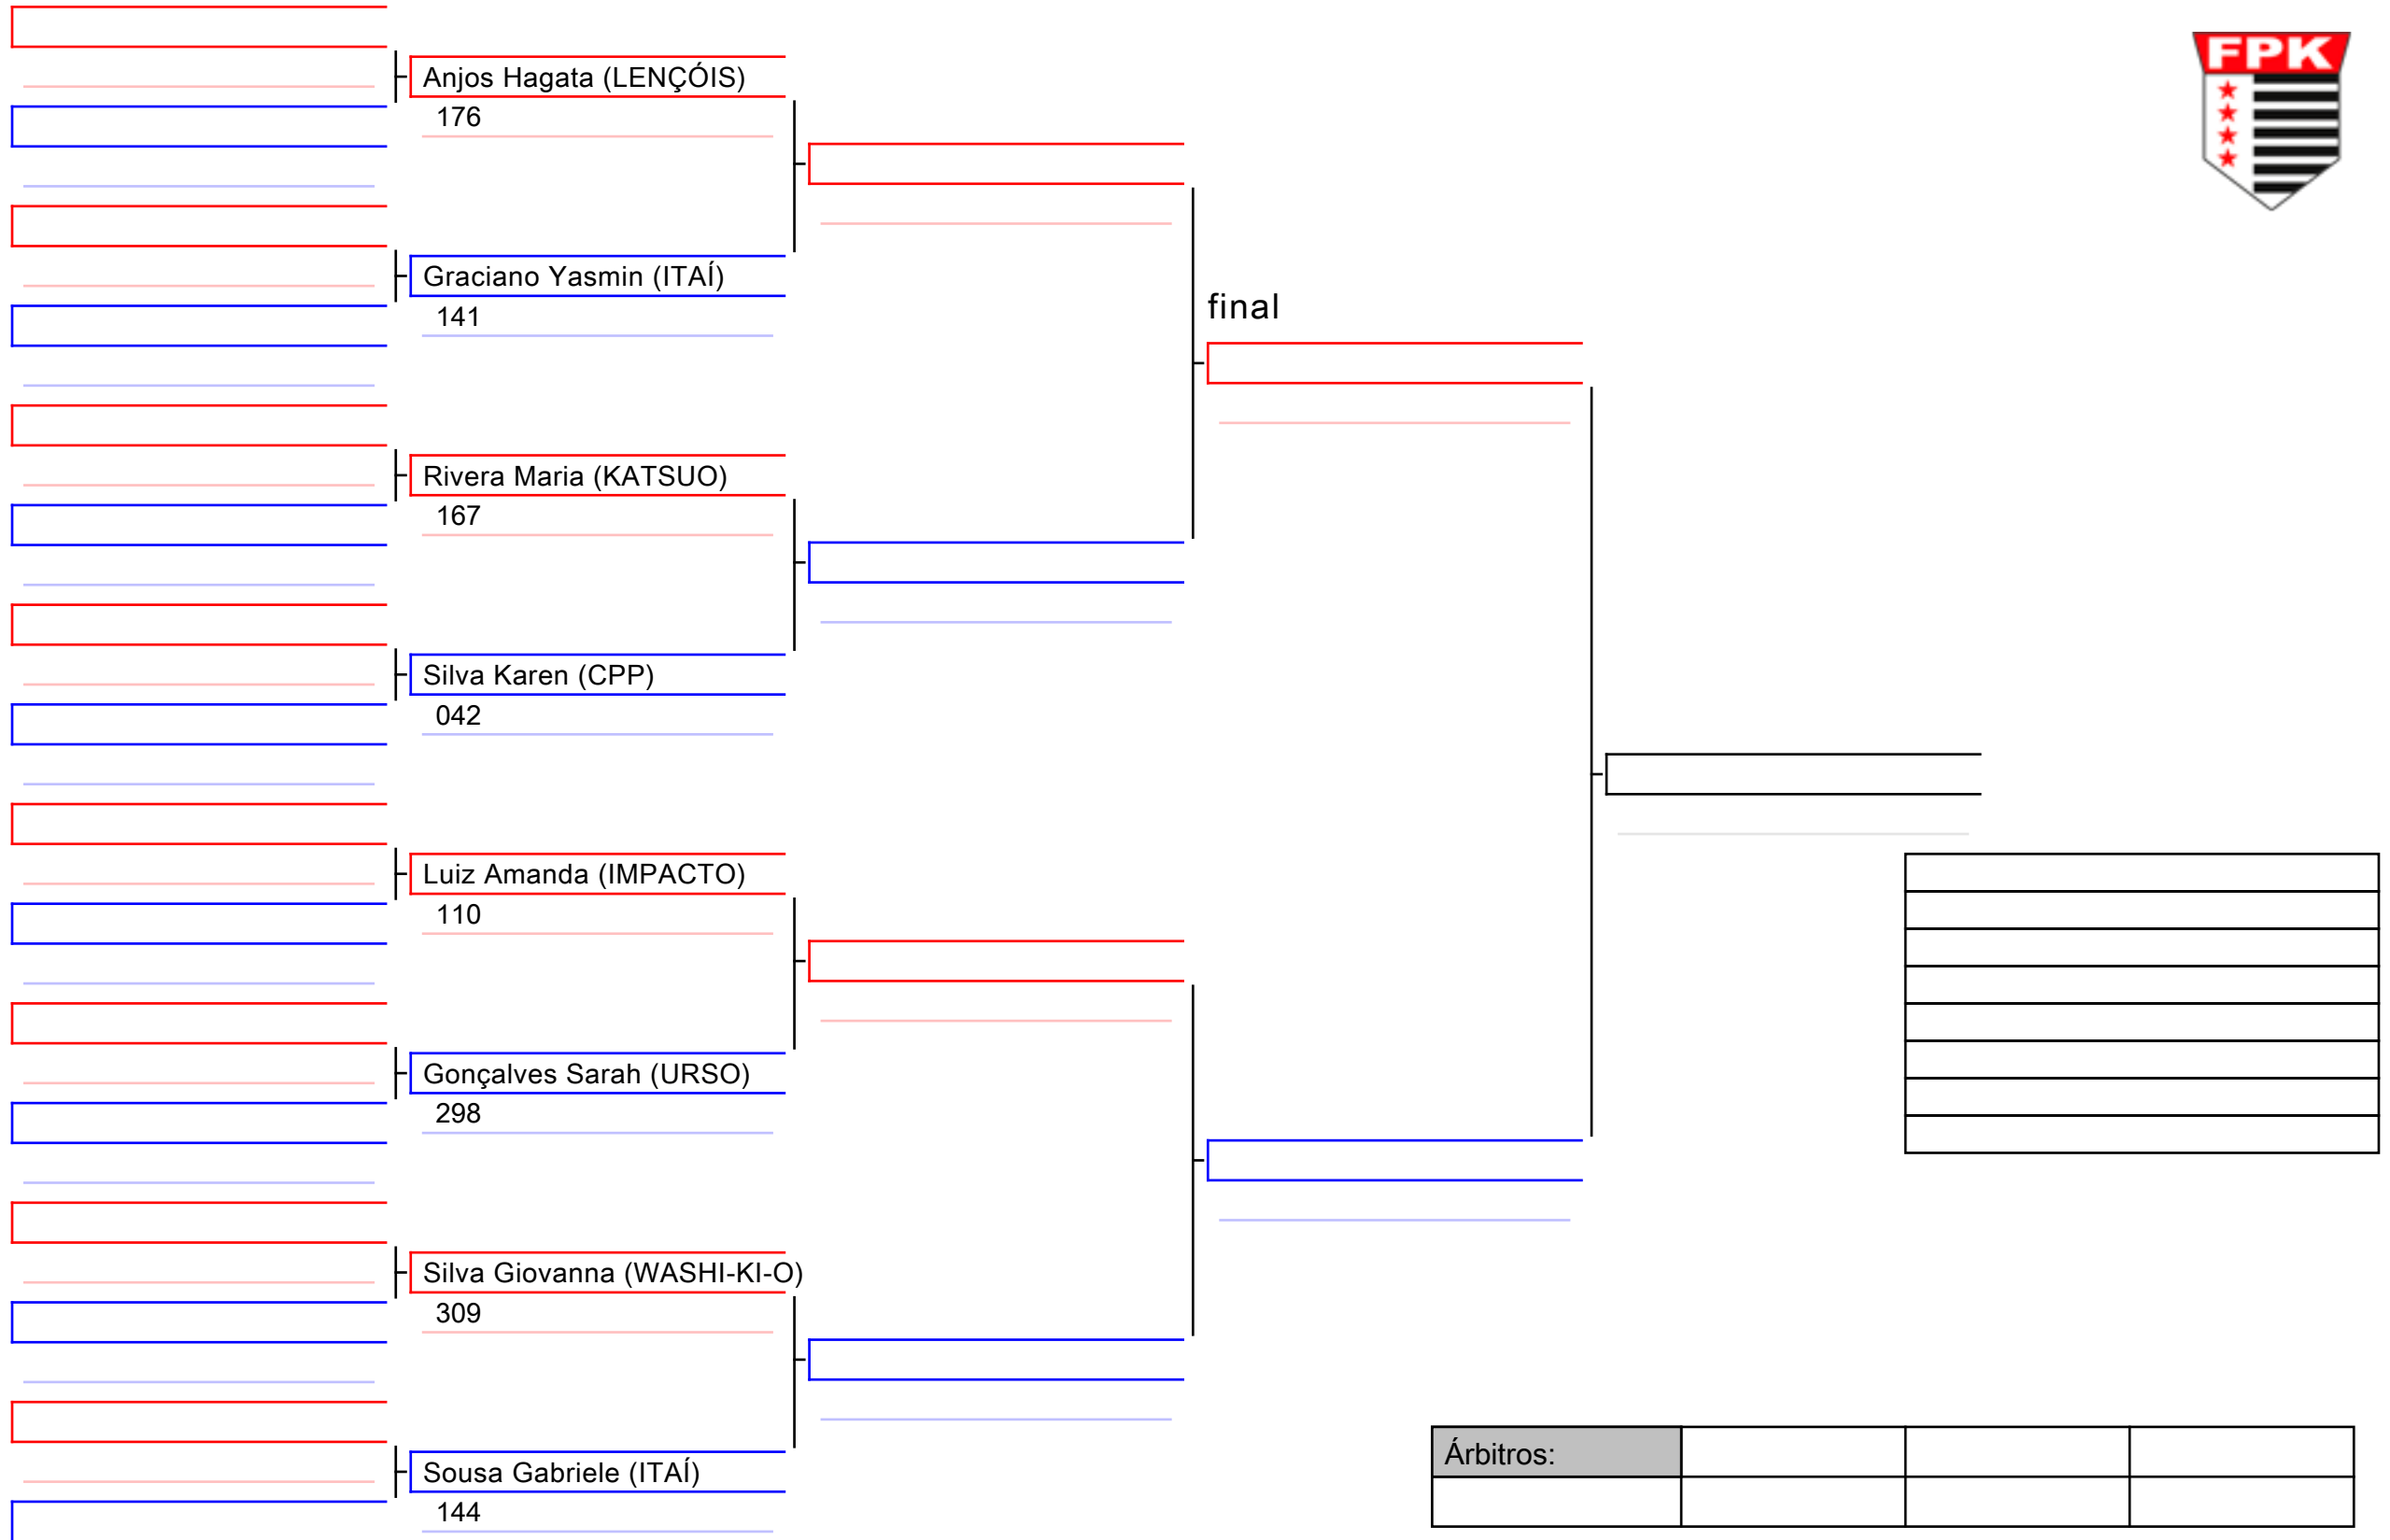 FPK
Anjos Hagata (LENÇÓIS)
176
Graciano Yasmin (ITAÍ)
141
final
Rivera Maria (KATSUO)
167
Silva Karen (CPP)
042
Luiz Amanda (IMPACTO)
110
Gonçalves Sarah (URSO)
298
Silva Giovanna (WASHI-KI-O)
309
Sousa Gabriele (ITAÍ)
144
Árbitros: